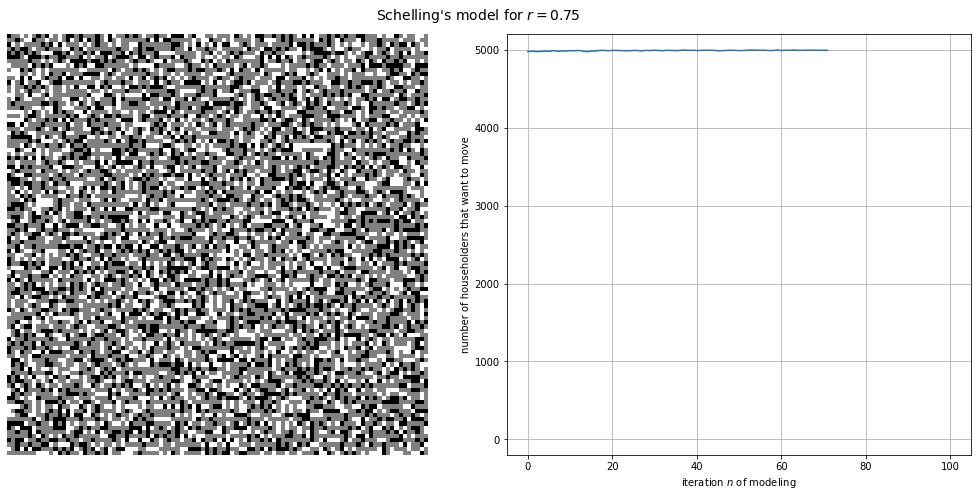 Schelling's model for r = 0.75
5000
4000
3000
2000
1000
0
number of householders that want to move
0 20 40 60 80 100
iteration n of modeling